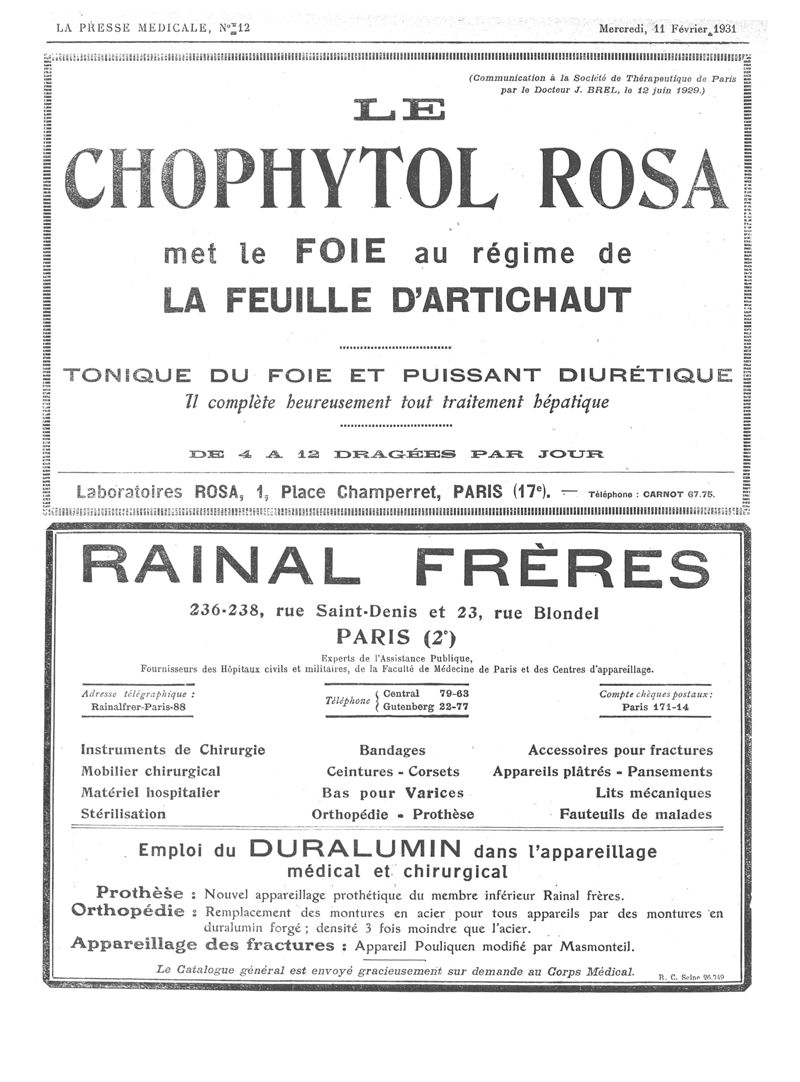 LA PRESSE MEDICALE, Nº 12
Mercredi, 11 Février 1931
(Communication à la Société de Thérapeutique de Paris
par le Docteur J. BREL, le 12 juin 1929.)
LE
CHOPHYTOL ROSA
met le FOIE au régime de
LA FEUILLE D'ARTICHAUT
TONIQUE DU FOIE ET PUISSANT DIURÉTIQUE
Il complète heureusement tout traitement hépatique
DE 4 A 12 DRAGÉES PAR JOUR
Laboratoires ROSA, 1, Place Champerret, PARIS (17e). — Téléphone : CARNOT 67.75.
RAINAL FRÈRES
236-238, rue Saint-Denis et 23, rue Blondel
PARIS (2e)
Experts de l'Assistance Publique,
Fournisseurs des Hôpitaux civils et militaires, de la Faculté de Médecine de Paris et des Centres d'appareillage.
Adresse télégraphique :
Rainalfrer-Paris-88
Téléphone { Central 79-63
Gutenberg 22-77
Compte chèques postaux :
Paris 171-14
Instruments de Chirurgie
Mobilier chirurgical
Matériel hospitalier
Stérilisation
Bandages
Ceintures - Corsets
Bas pour Varices
Orthopédie - Prothèse
Accessoires pour fractures
Appareils plâtrés - Pansements
Lits mécaniques
Fauteuils de malades
Emploi du DURALUMIN dans l'appareillage
médical et chirurgical
Prothèse : Nouvel appareillage prothétique du membre inférieur Rainal frères.
Orthopédie : Remplacement des montures en acier pour tous appareils par des montures en
duralumin forgé ; densité 3 fois moindre que l'acier.
Appareillage des fractures : Appareil Pouliquen modifié par Masmonteil.
Le Catalogue général est envoyé gracieusement sur demande au Corps Médical.
R. C. Seine 96.749